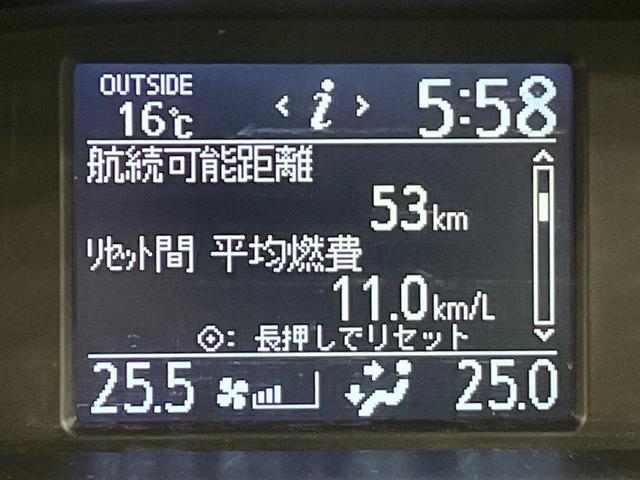 OUTSIDE
16℃
< i >
5:58
航続可能距離
53km
リセット間 平均燃費
11.0km/L
◎: 長押しでリセット
25.5
25.0